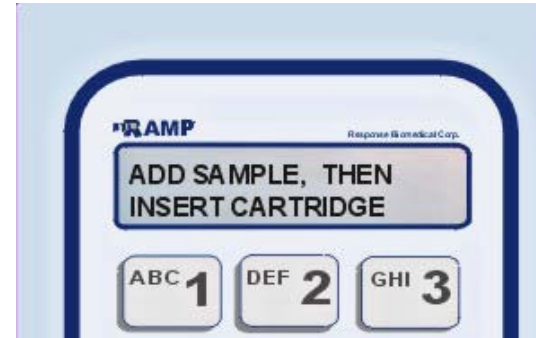 RAMP
Response Biomedical Corp.
ADD SAMPLE, THEN
INSERT CARTRIDGE
ABC 1 DEF 2 GHI 3